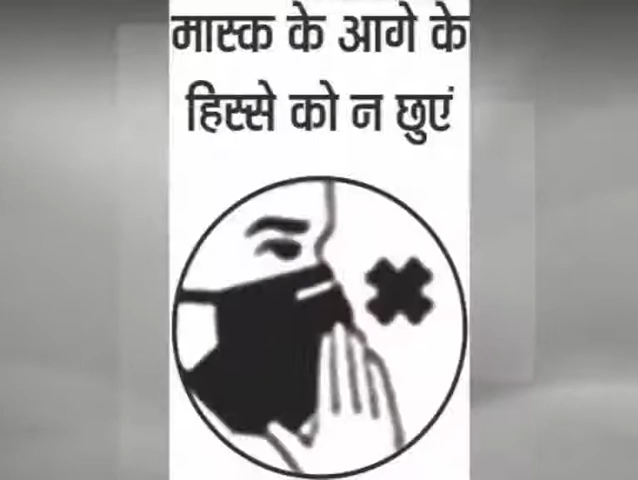 मास्क के आगे के
हिस्से को न छुएं